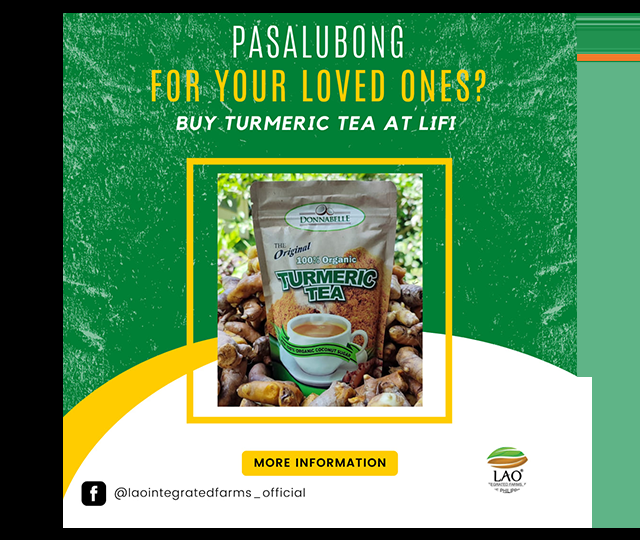 PASALUBONG
FOR YOUR LOVED ONES?
BUY TURMERIC TEA AT LIFI
DONNABELLE
THE
Original
100% Organic
TURMERIC
TEA
ORGANIC COCONUT SUGAR
MORE INFORMATION
@laointegratedfarms_official
LAO